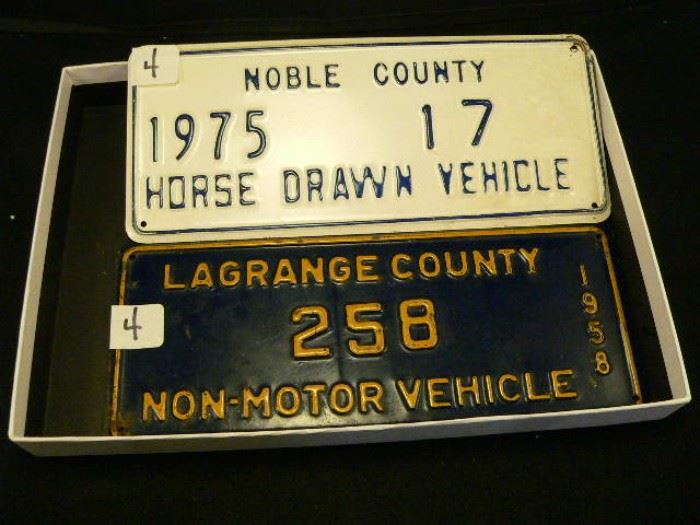 4
NOBLE COUNTY
1975 17
HORSE DRAWN VEHICLE
LAGRANGE COUNTY
4
258
1958
NON-MOTOR VEHICLE